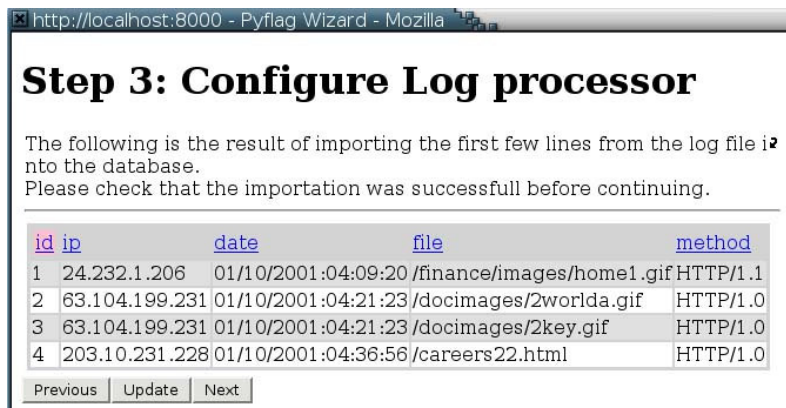 http://localhost:8000 - Pyflag Wizard - Mozilla
Step 3: Configure Log processor
The following is the result of importing the first few lines from the log file i
nto the database.
Please check that the importation was successfull before continuing.
id ip date file method
1 24.232.1.206 01/10/2001:04:09:20 /finance/images/home1.gif HTTP/1.1
2 63.104.199.231 01/10/2001:04:21:23 /docimages/2worlda.gif HTTP/1.0
3 63.104.199.231 01/10/2001:04:21:23 /docimages/2key.gif HTTP/1.0
4 203.10.231.228 01/10/2001:04:36:56 /careers22.html HTTP/1.0
Previous Update Next